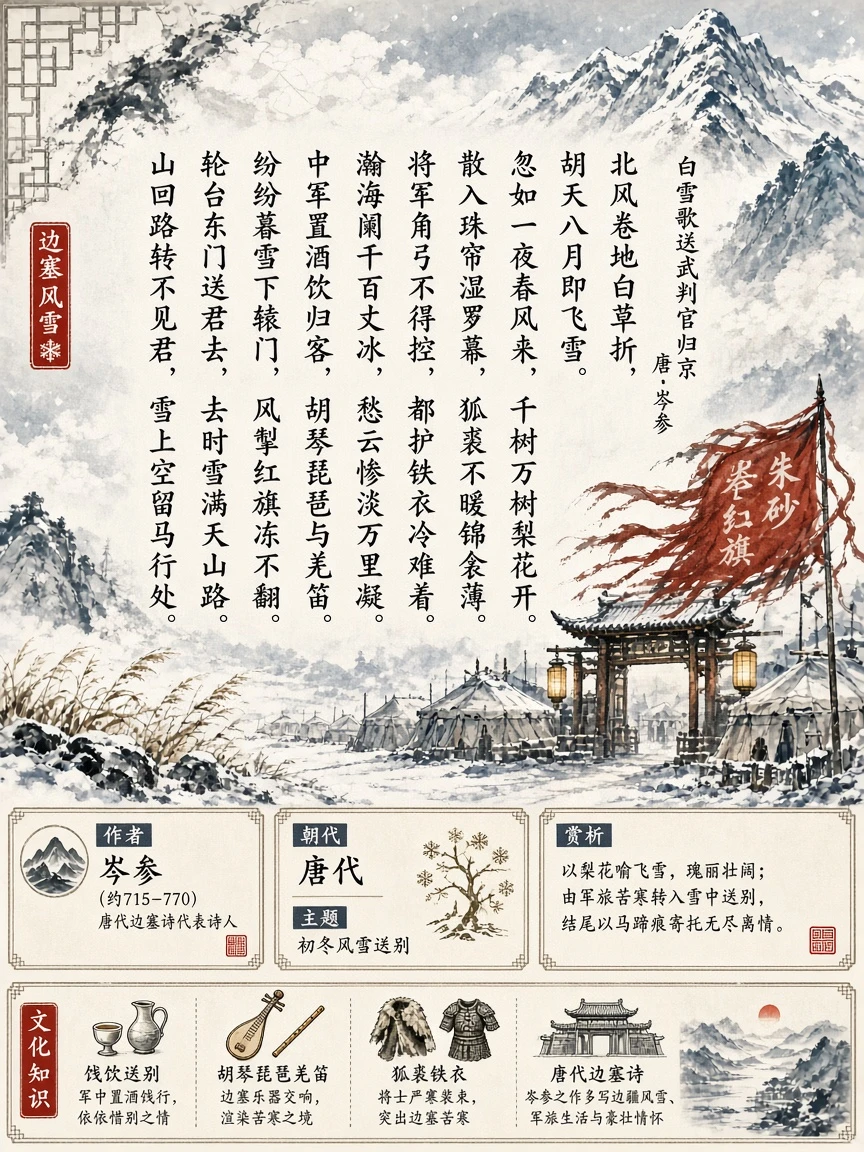 白雪歌送武判官归京
唐·岑参
北风卷地白草折，
胡天八月即飞雪。
忽如一夜春风来，千树万树梨花开。
散入珠帘湿罗幕，狐裘不暖锦衾薄。
将军角弓不得控，都护铁衣冷难着。
瀚海阑千百丈冰，愁云惨淡万里凝。
中军置酒饮归客，胡琴琵琶与羌笛。
纷纷暮雪下辕门，风掣红旗冻不翻。
轮台东门送君去，去时雪满天山路。
山回路转不见君，雪上空留马行处。
边塞风雪
朱砂
红旗
作者
岑参
（约715–770）
唐代边塞诗代表诗人
朝代
唐代
主题
初冬风雪送别
赏析
以梨花喻飞雪，瑰丽壮阔；
由军旅苦寒转入雪中送别，
结尾以马蹄痕寄托无尽离情。
文化知识
饯饮送别
军中置酒饯行，
依依惜别之情
胡琴琵琶羌笛
边塞乐器交响，
渲染苦寒之境
狐裘铁衣
将士严寒装束，
突出边塞苦寒
唐代边塞诗
岑参之作多写边疆风雪、
军旅生活与豪壮情怀